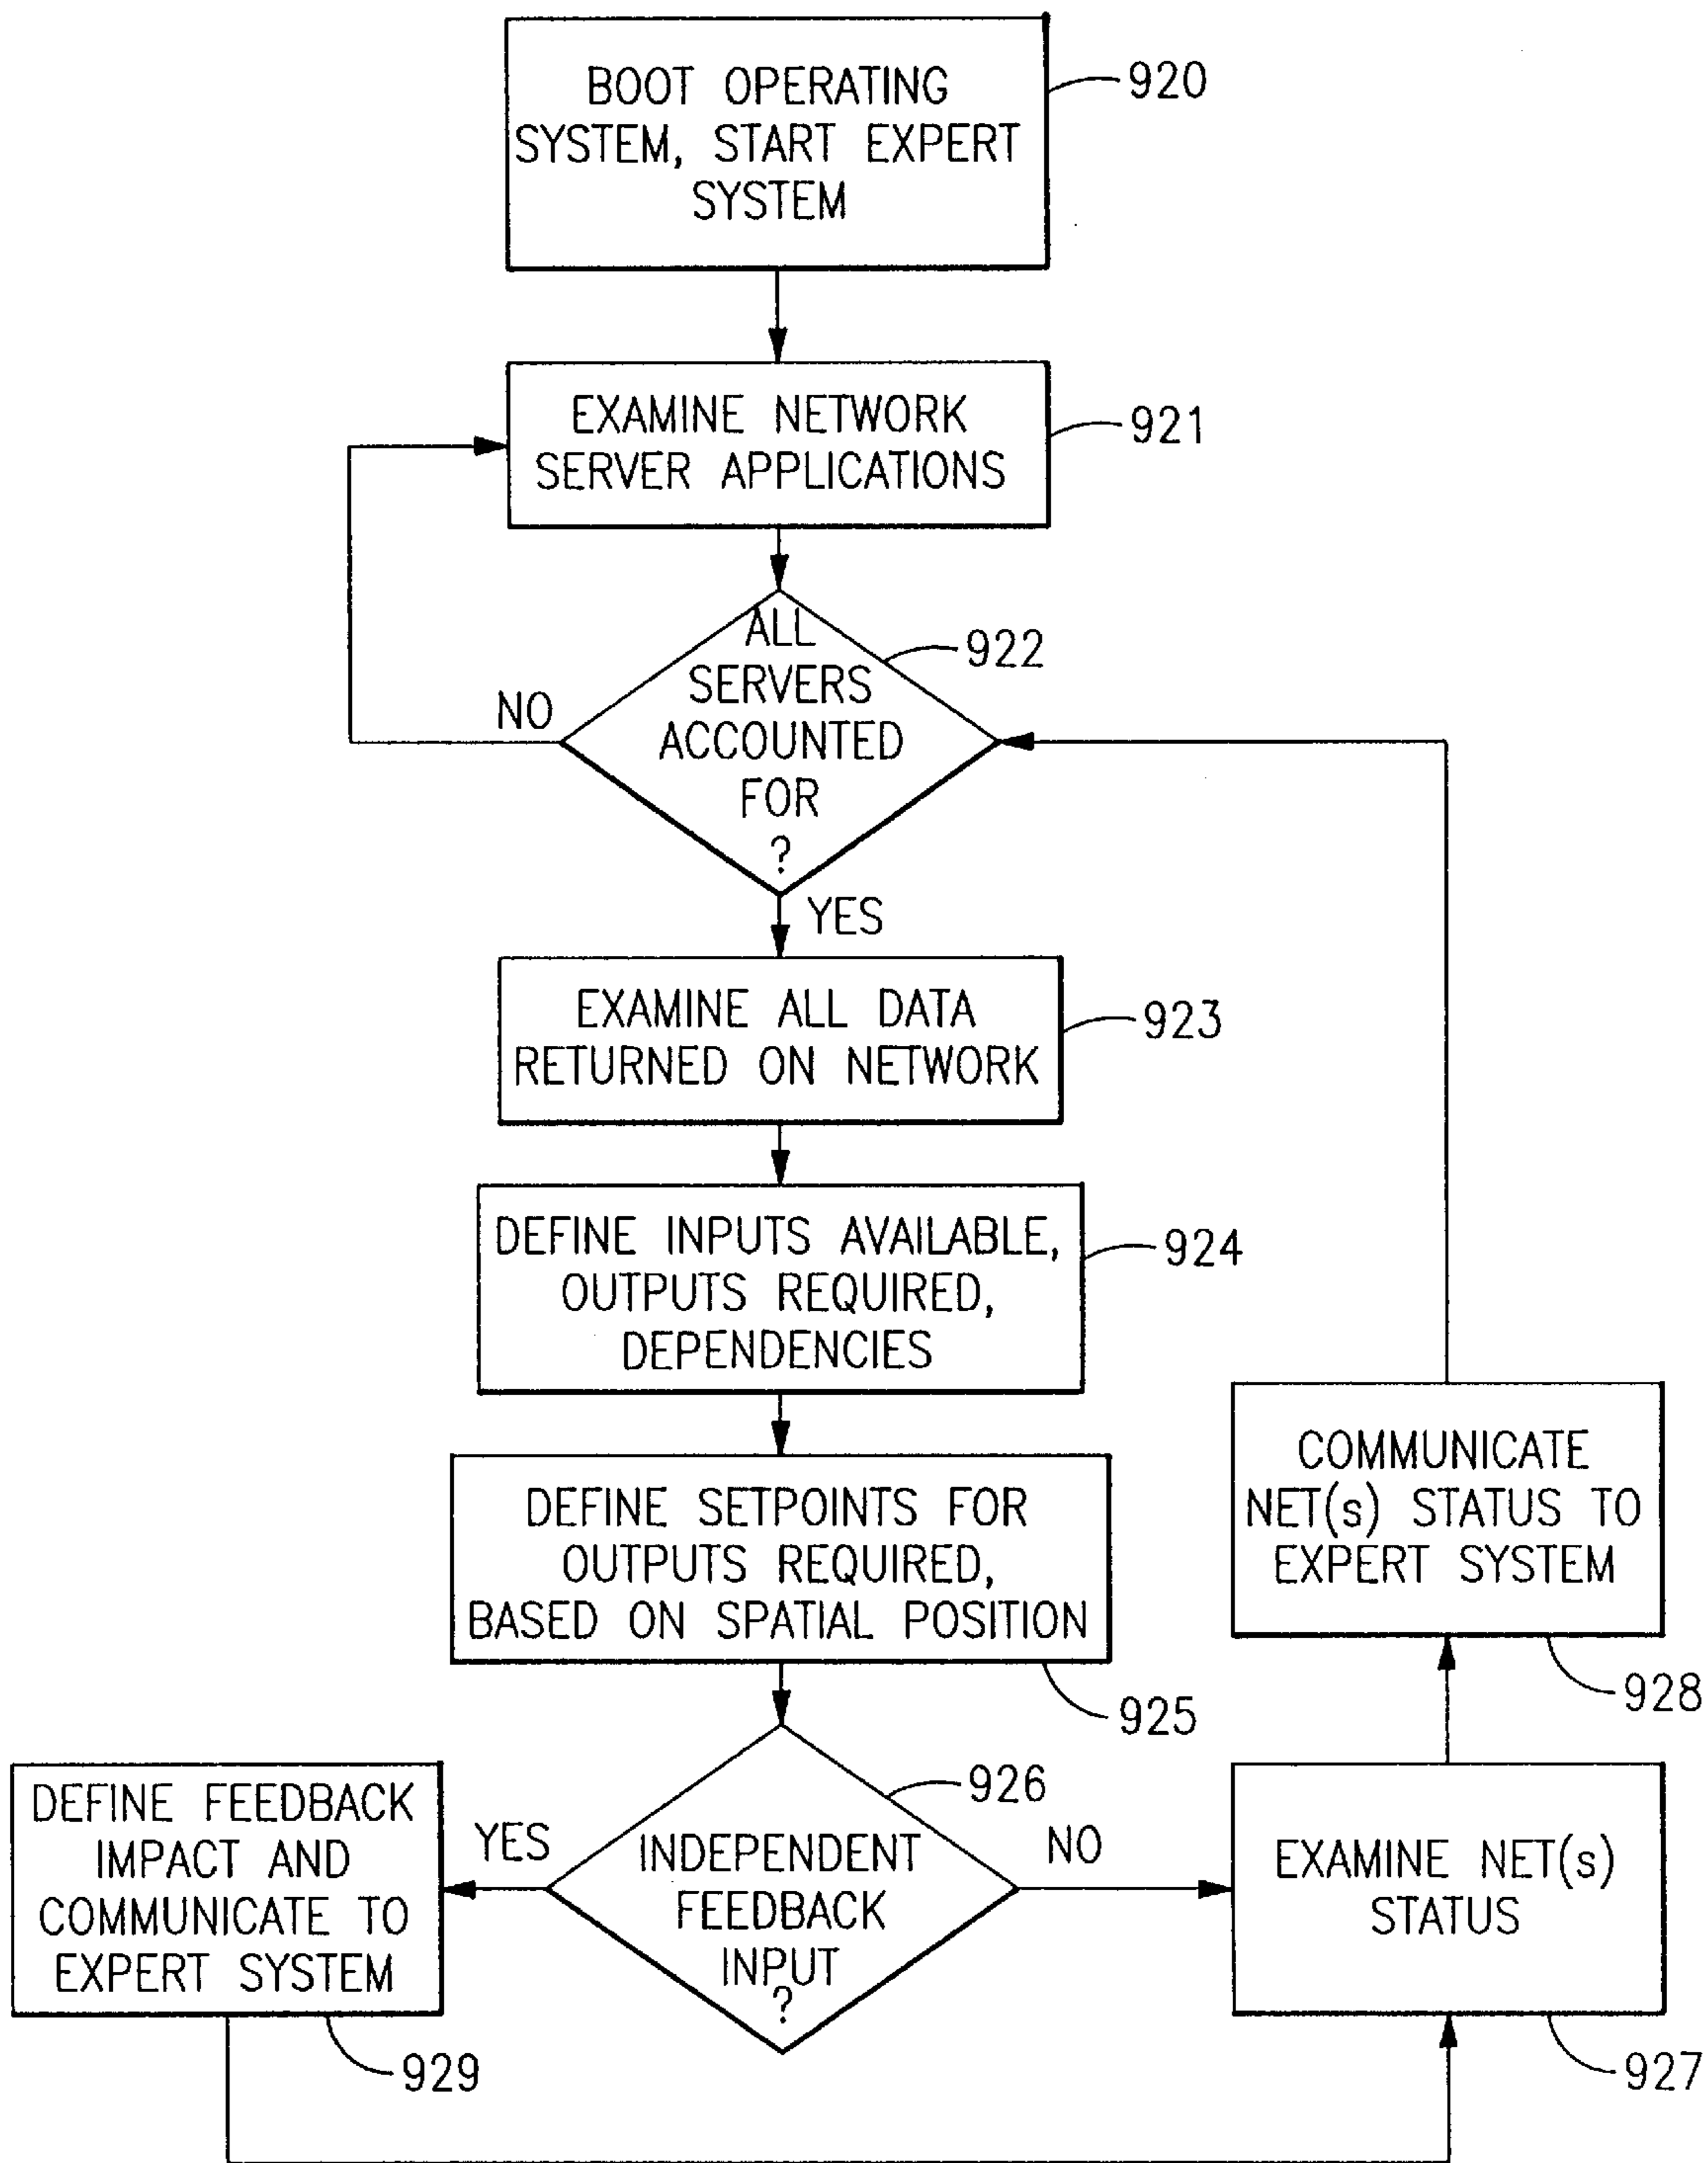 BOOT OPERATING
SYSTEM, START EXPERT
SYSTEM
920
EXAMINE NETWORK
SERVER APPLICATIONS
921
ALL
SERVERS
ACCOUNTED
FOR
?
922
NO
YES
EXAMINE ALL DATA
RETURNED ON NETWORK
923
DEFINE INPUTS AVAILABLE,
OUTPUTS REQUIRED,
DEPENDENCIES
924
DEFINE SETPOINTS FOR
OUTPUTS REQUIRED,
BASED ON SPATIAL POSITION
925
COMMUNICATE
NET(s) STATUS TO
EXPERT SYSTEM
928
INDEPENDENT
FEEDBACK
INPUT
?
926
YES
NO
DEFINE FEEDBACK
IMPACT AND
COMMUNICATE TO
EXPERT SYSTEM
929
EXAMINE NET(s)
STATUS
927